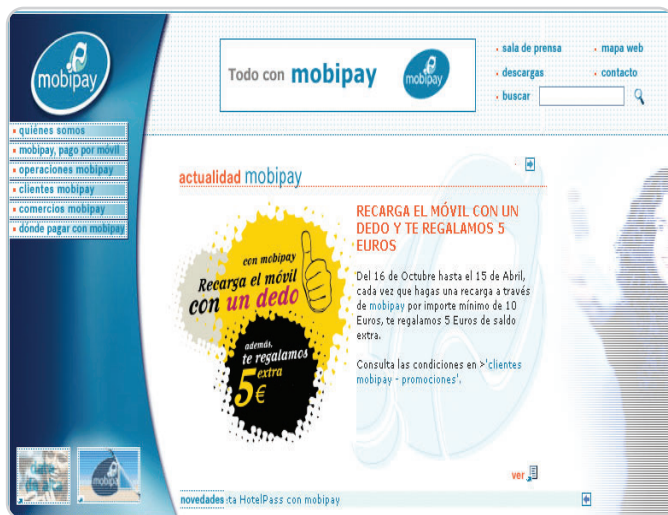 mobipay
Todo con mobipay
mobipay
sala de prensa
mapa web
descargas
contacto
buscar
quiénes somos
mobipay, pago por móvil
operaciones mobipay
clientes mobipay
comercios mobipay
dónde pagar con mobipay
actualidad mobipay
con mobipay
Recarga el móvil
con un dedo
además,
te regalamos
5 extra
€
RECARGA EL MÓVIL CON UN
DEDO Y TE REGALAMOS 5
EUROS
Del 16 de Octubre hasta el 15 de Abril,
cada vez que hagas una recarga a través
de mobipay por importe mínimo de 10
Euros, te regalamos 5 Euros de saldo
extra.
Consulta las condiciones en >'clientes
mobipay - promociones'.
ver
mobipay
novedades
ta HotelPass con mobipay